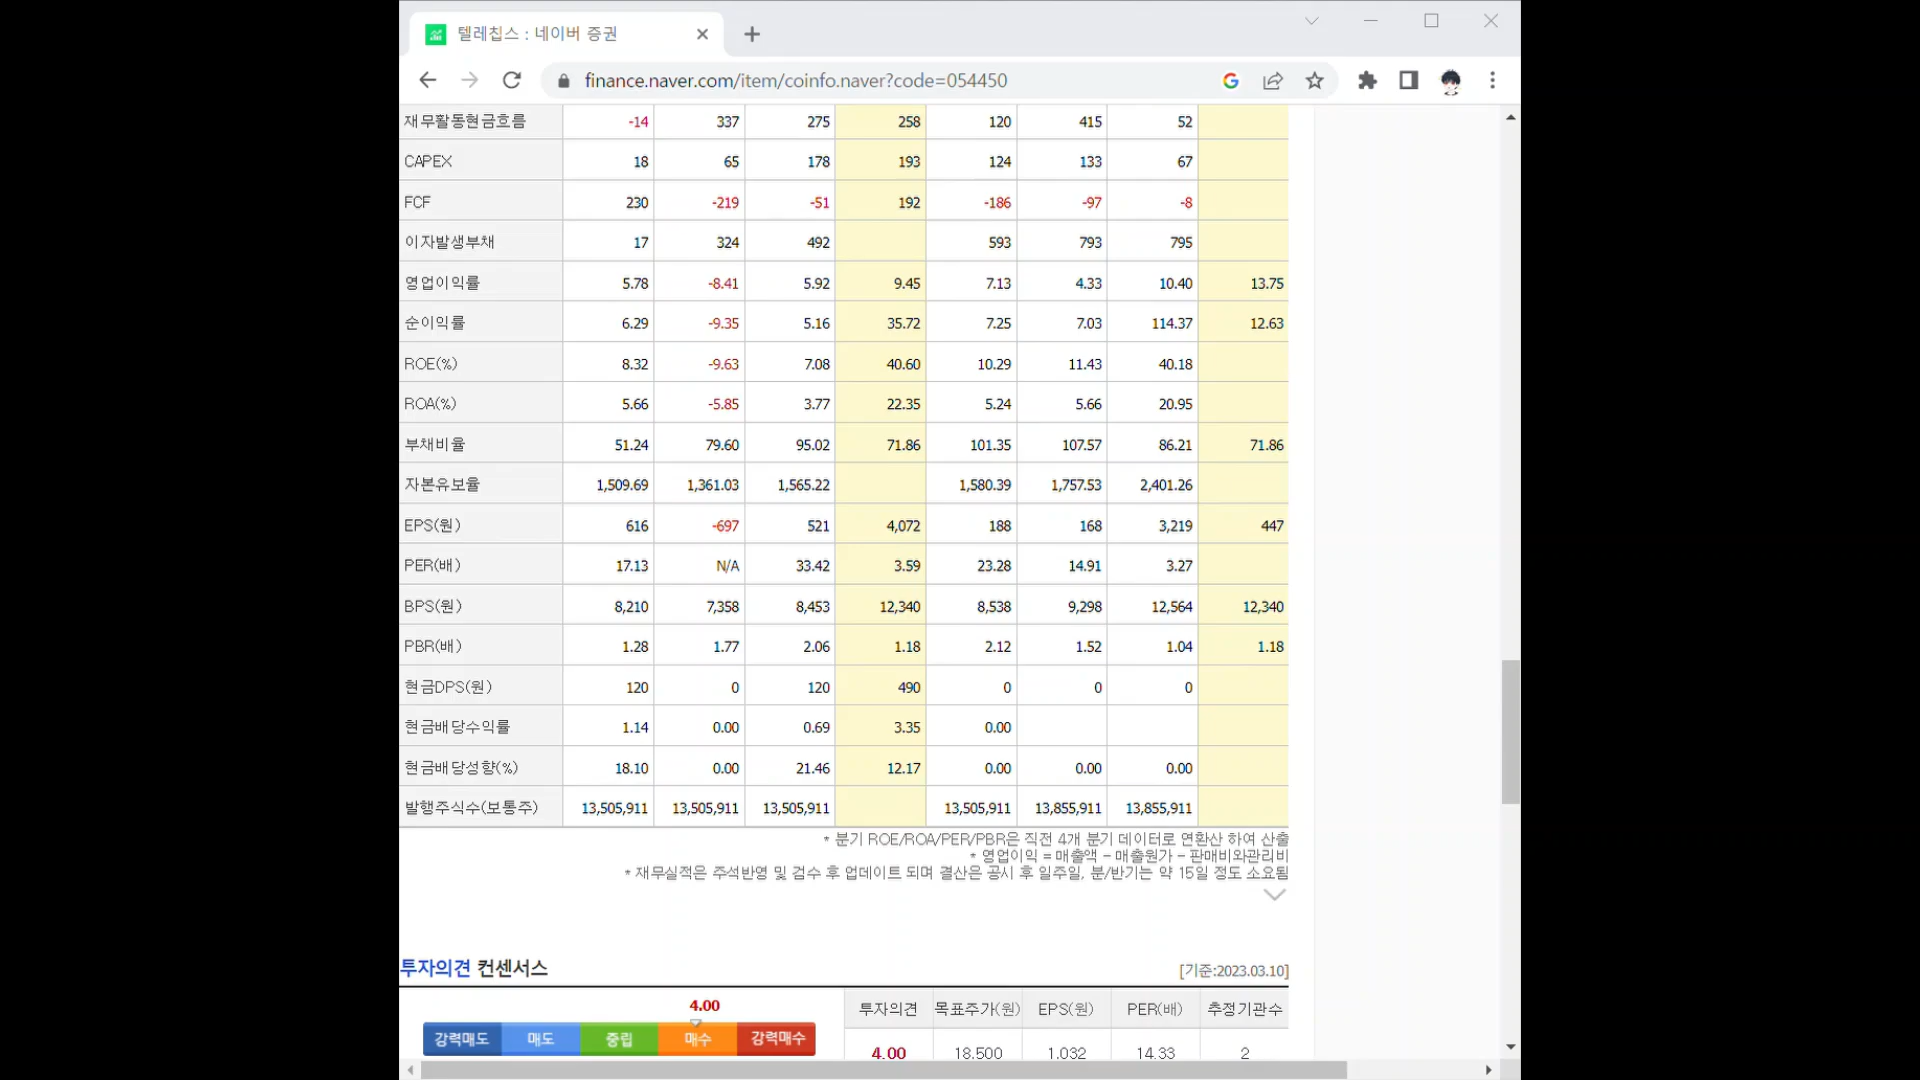 텔레칩스 : 네이버 증권
finance.naver.com/item/coinfo.naver?code=054450
재무활동현금흐름 -14 337 275 258 120 415 52
CAPEX 18 65 178 193 124 133 67
FCF 230 -219 -51 192 -186 -97 -8
이자발생부채 17 324 492 593 793 795
영업이익률 5.78 -8.41 5.92 9.45 7.13 4.33 10.40 13.75
순이익률 6.29 -9.35 5.16 35.72 7.25 7.03 114.37 12.63
ROE(%) 8.32 -9.63 7.08 40.60 10.29 11.43 40.18
ROA(%) 5.66 -5.85 3.77 22.35 5.24 5.66 20.95
부채비율 51.24 79.60 95.02 71.86 101.35 107.57 86.21 71.86
자본유보율 1,509.69 1,361.03 1,565.22 1,580.39 1,757.53 2,401.26
EPS(원) 616 -697 521 4,072 188 168 3,219 447
PER(배) 17.13 N/A 33.42 3.59 23.28 14.91 3.27
BPS(원) 8,210 7,358 8,453 12,340 8,538 9,298 12,564 12,340
PBR(배) 1.28 1.77 2.06 1.18 2.12 1.52 1.04 1.18
현금DPS(원) 120 0 120 490 0 0 0
현금배당수익률 1.14 0.00 0.69 3.35 0.00
현금배당성향(%) 18.10 0.00 21.46 12.17 0.00 0.00 0.00
발행주식수(보통주) 13,505,911 13,505,911 13,505,911 13,505,911 13,855,911 13,855,911
* 분기 ROE/ROA/PER/PBR은 직전 4개 분기 데이터로 연환산 하여 산출
* 영업이익 = 매출액 - 매출원가 - 판매비와관리비
* 재무실적은 주석반영 및 검수 후 업데이트 되며 결산은 공시 후 일주일, 분/반기는 약 15일 정도 소요됨
투자의견 컨센서스 [기준:2023.03.10]
4.00
강력매도 매도 중립 매수 강력매수
투자의견 목표주가(원) EPS(원) PER(배) 추정기관수
4.00 18,500 1,032 14.33 2